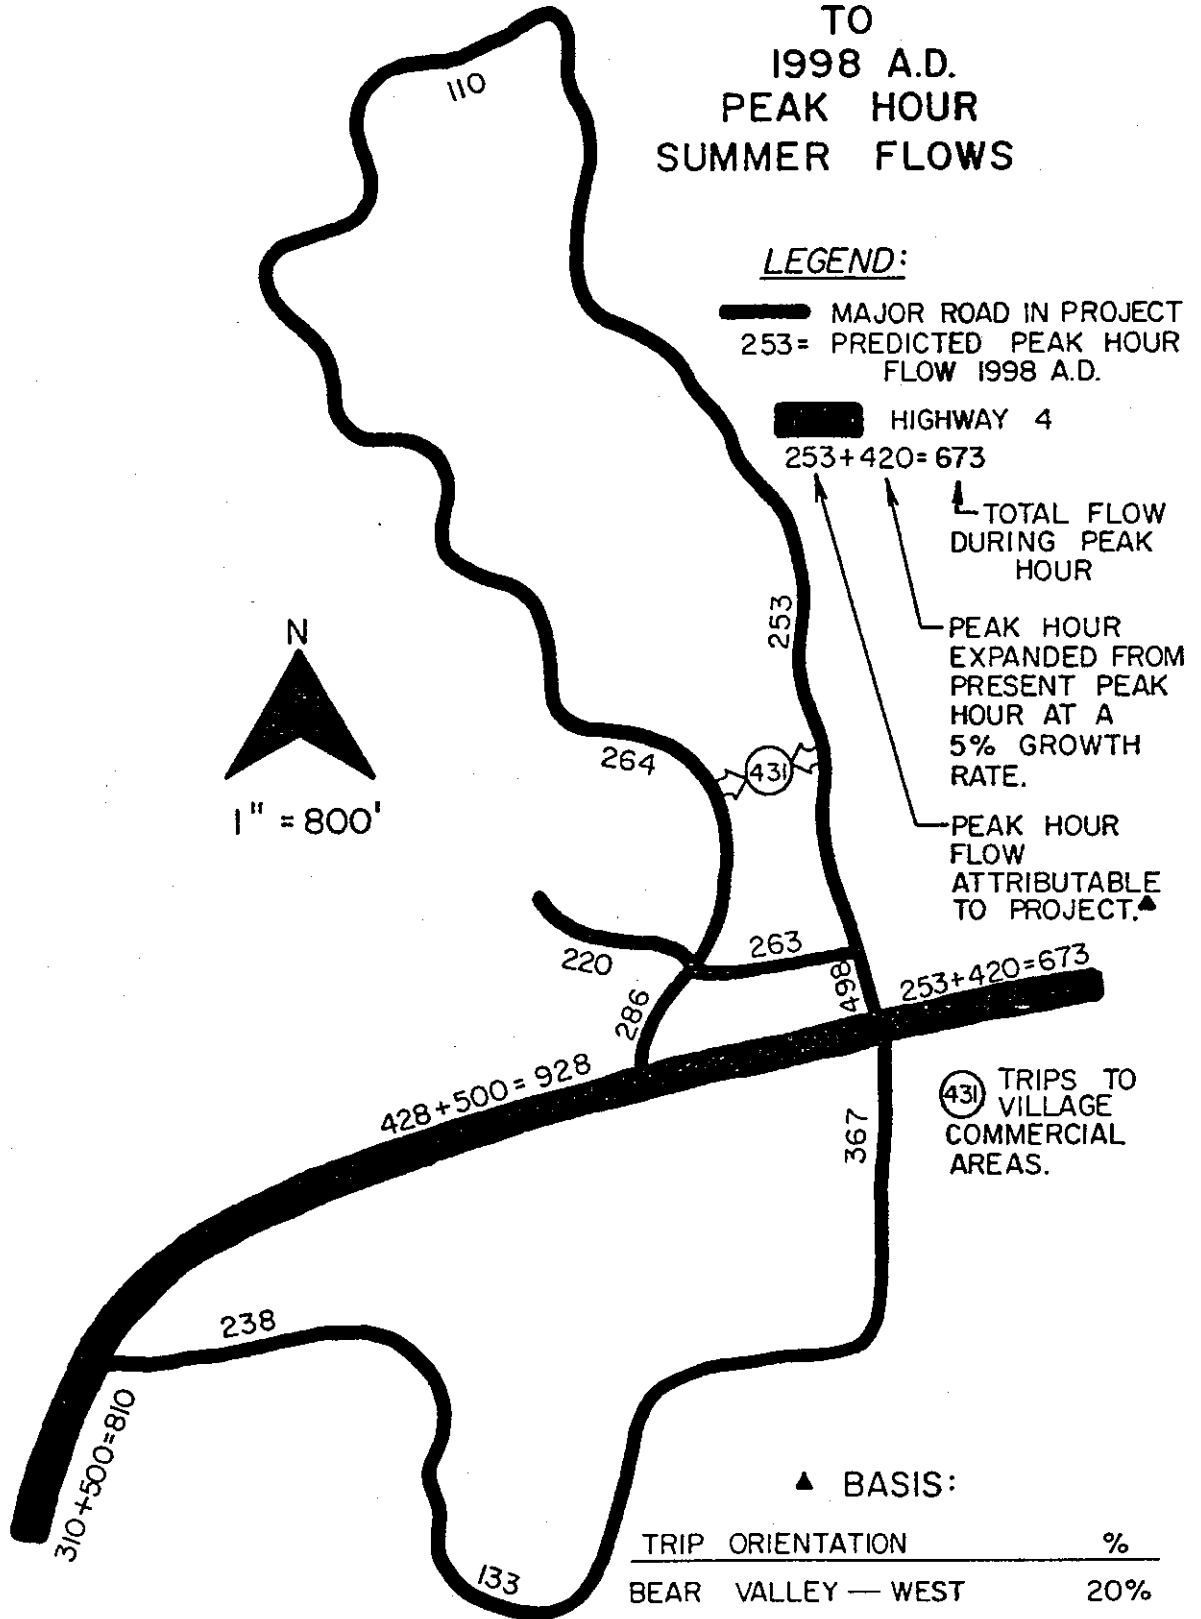 TO
1998 A.D.
PEAK HOUR
SUMMER FLOWS
110
LEGEND:
MAJOR ROAD IN PROJECT
253= PREDICTED PEAK HOUR
FLOW 1998 A.D.
HIGHWAY 4
253+420=673
TOTAL FLOW
DURING PEAK
HOUR
PEAK HOUR
EXPANDED FROM
PRESENT PEAK
HOUR AT A
5% GROWTH
RATE.
PEAK HOUR
FLOW
ATTRIBUTABLE
TO PROJECT.▲
253
N
1" = 800'
264
431
220
263
286
498
253+420=673
428+500=928
367
431 TRIPS TO
VILLAGE
COMMERCIAL
AREAS.
238
310+500=810
133
▲ BASIS:
TRIP ORIENTATION %
BEAR VALLEY — WEST 20%